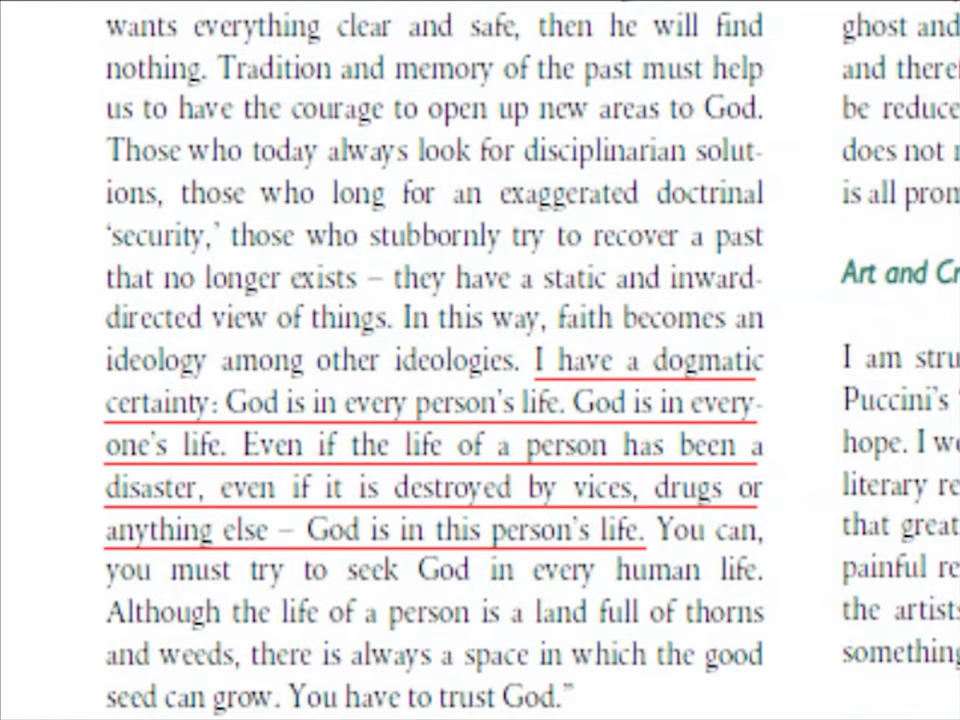 wants everything clear and safe, then he will find
nothing. Tradition and memory of the past must help
us to have the courage to open up new areas to God.
Those who today always look for disciplinarian solut-
ions, those who long for an exaggerated doctrinal
‘security,’ those who stubbornly try to recover a past
that no longer exists – they have a static and inward-
directed view of things. In this way, faith becomes an
ideology among other ideologies. I have a dogmatic
certainty: God is in every person’s life. God is in every-
one’s life. Even if the life of a person has been a
disaster, even if it is destroyed by vices, drugs or
anything else – God is in this person’s life. You can,
you must try to seek God in every human life.
Although the life of a person is a land full of thorns
and weeds, there is always a space in which the good
seed can grow. You have to trust God.”
ghost and
and
be
does not
is all
Art and
I am
Puccini’s
hope. I
literary
that great
painful
the
something